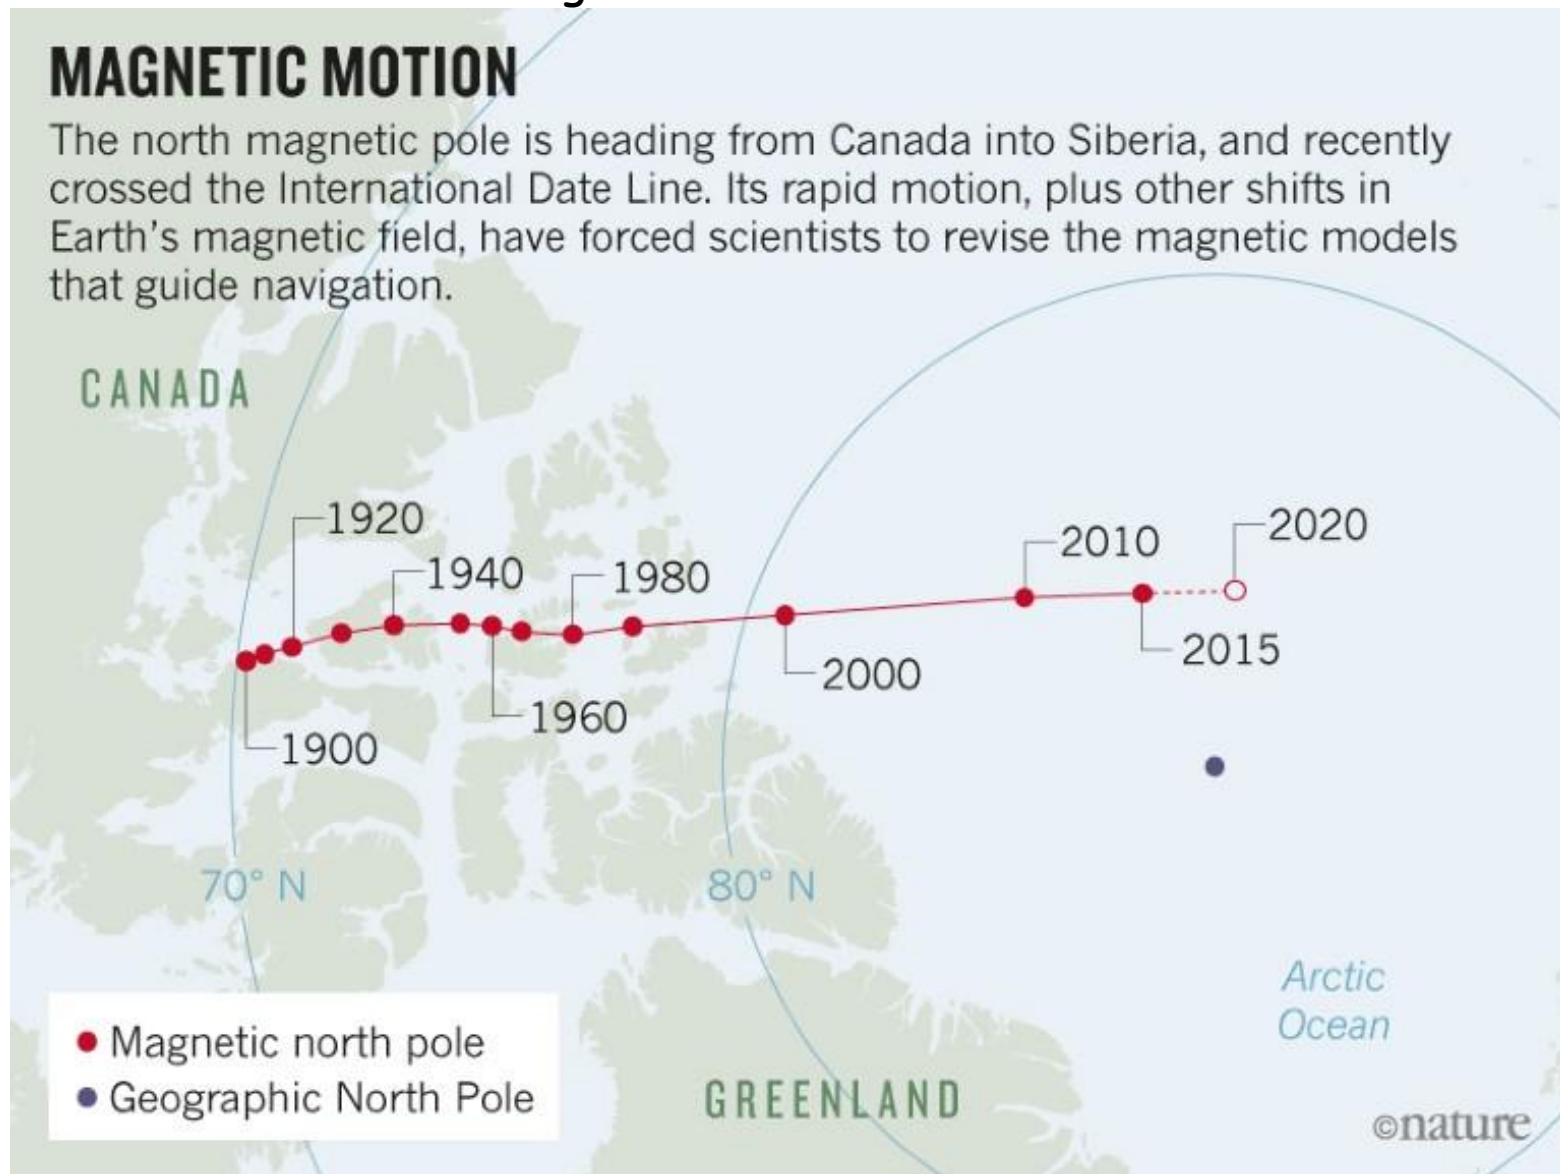 MAGNETIC MOTION
The north magnetic pole is heading from Canada into Siberia, and recently
crossed the International Date Line. Its rapid motion, plus other shifts in
Earth's magnetic field, have forced scientists to revise the magnetic models
that guide navigation.
CANADA
1920
2020
2010
1940
1980
2015
2000
1960
1900
70° N
80° N
Arctic
Ocean
Magnetic north pole
Geographic North Pole
GREENLAND
©nature